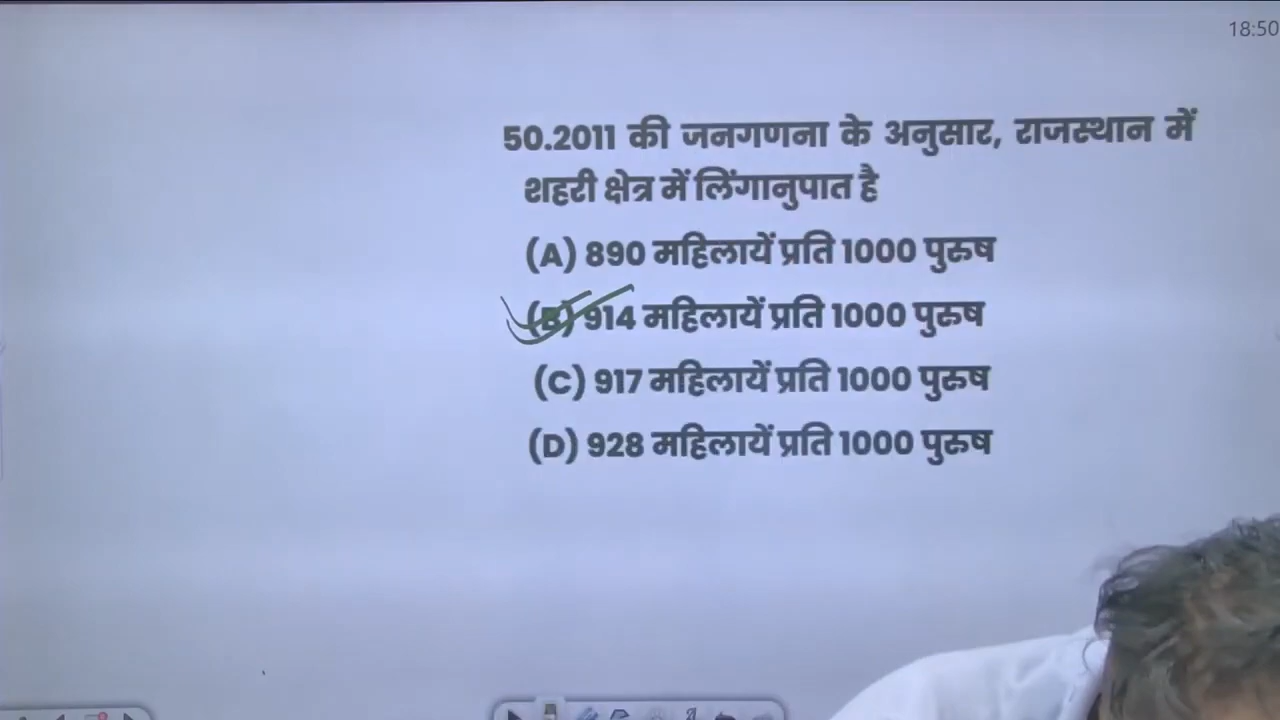 18:50
50.2011 की जनगणना के अनुसार, राजस्थान में
शहरी क्षेत्र में लिंगानुपात है
(A) 890 महिलायें प्रति 1000 पुरुष
(B) 914 महिलायें प्रति 1000 पुरुष
(C) 917 महिलायें प्रति 1000 पुरुष
(D) 928 महिलायें प्रति 1000 पुरुष